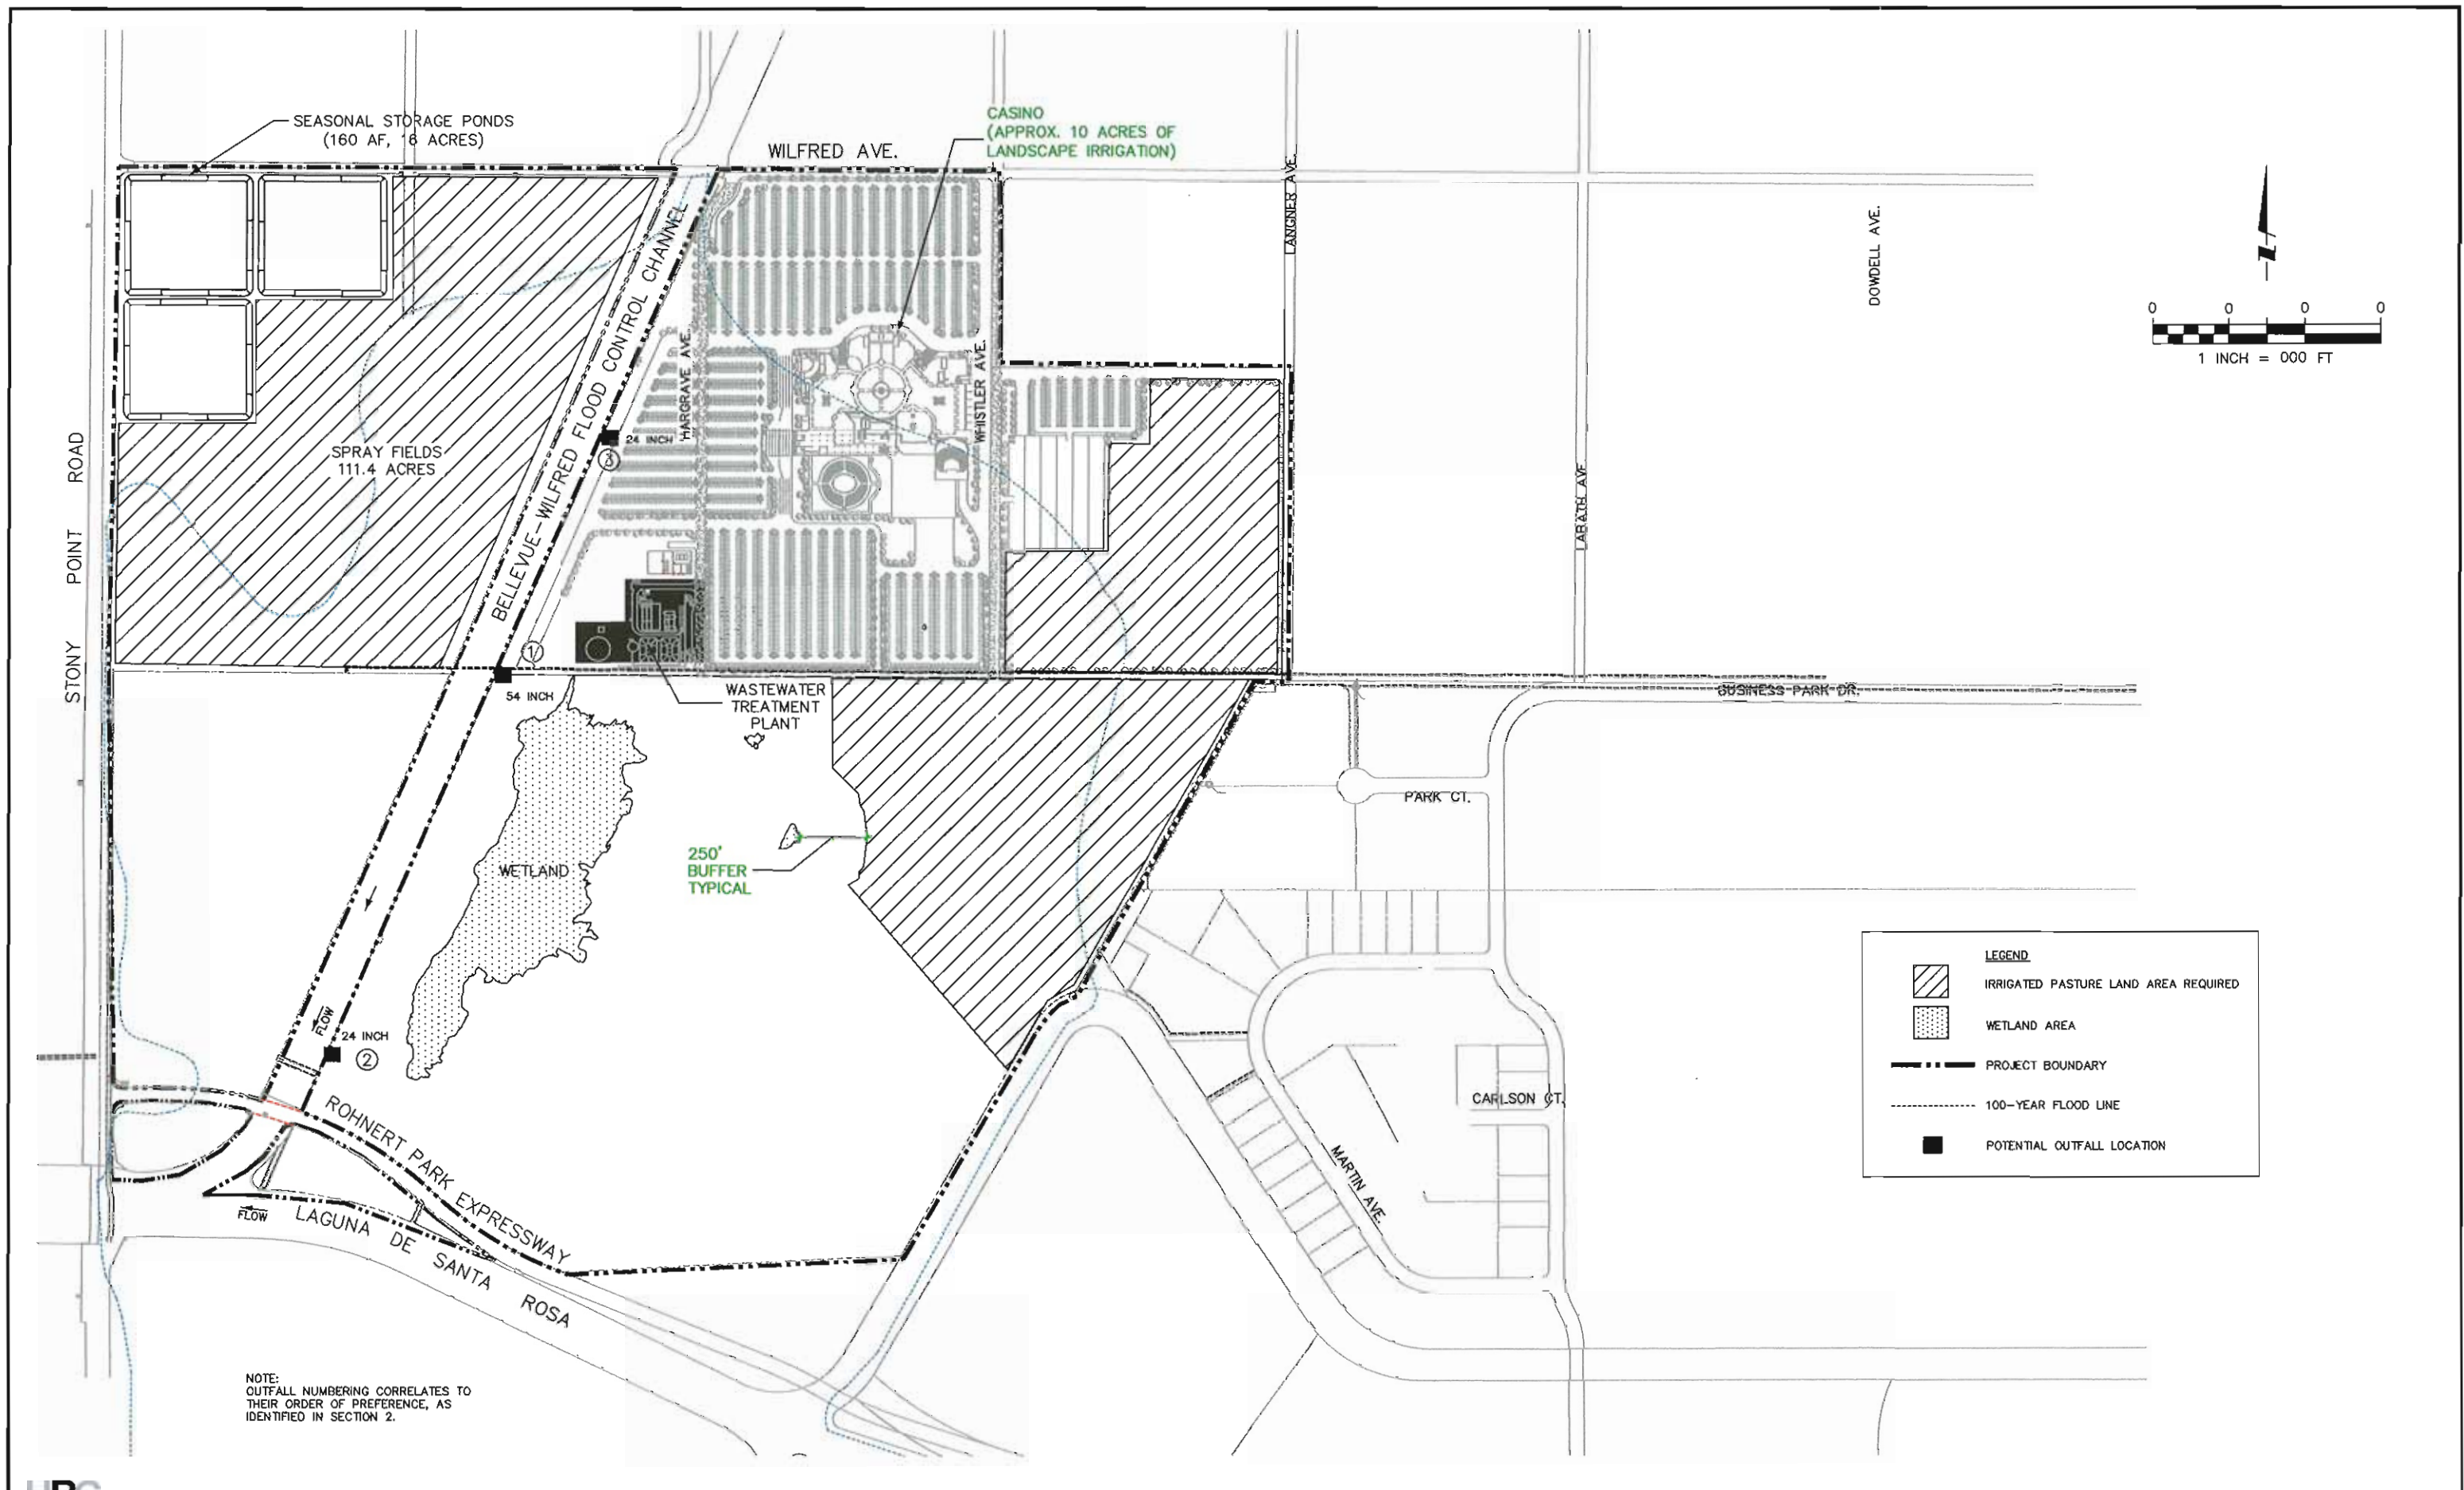 SEASONAL STORAGE PONDS
(160 AF, 6 ACRES)
CASINO
(APPROX. 10 ACRES OF
LANDSCAPE IRRIGATION)
WILFRED AVE.
LANGNER AVE.
DOWDELL AVE.
0 0 0 0
1 INCH = 000 FT
BELLEVUE-WILFRED FLOOD CONTROL CHANNEL
HARGRAVE AVE.
WHISTLER AVE.
24 INCH
3
SPRAY FIELDS
111.4 ACRES
STONY POINT ROAD
LABATH AVE
1
54 INCH
WASTEWATER
TREATMENT
PLANT
BUSINESS PARK DR.
PARK CT.
250'
BUFFER
TYPICAL
WETLAND
FLOW
24 INCH
2
LEGEND
IRRIGATED PASTURE LAND AREA REQUIRED
WETLAND AREA
PROJECT BOUNDARY
100-YEAR FLOOD LINE
POTENTIAL OUTFALL LOCATION
CARLSON CT.
MARTIN AVE.
ROHNERT PARK EXPRESSWAY
FLOW
LAGUNA DE SANTA ROSA
NOTE:
OUTFALL NUMBERING CORRELATES TO
THEIR ORDER OF PREFERENCE, AS
IDENTIFIED IN SECTION 2.